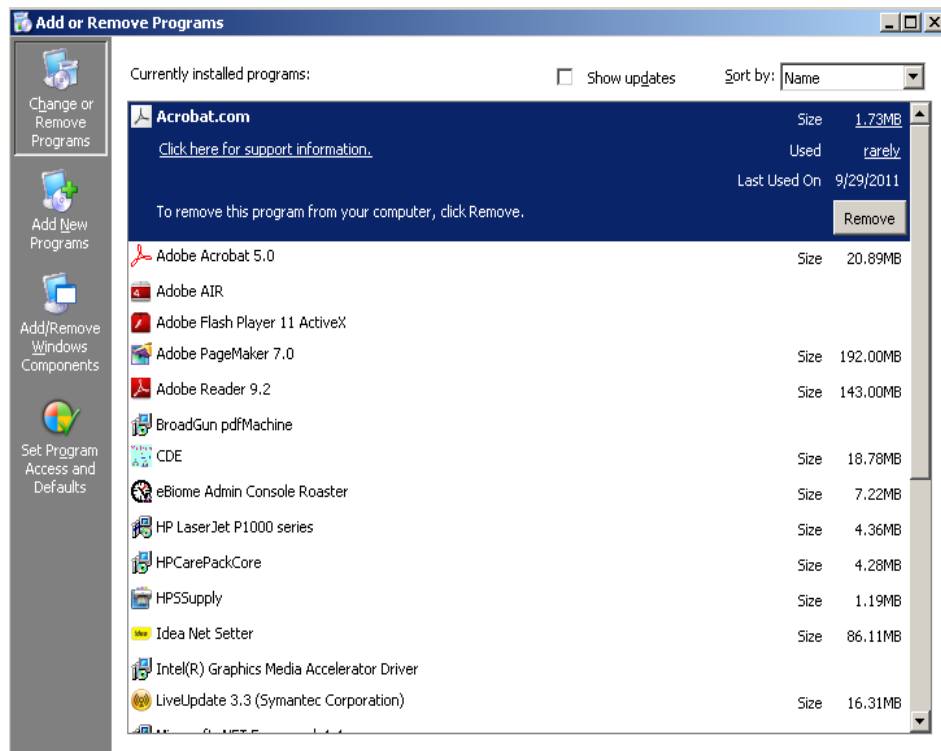 Add or Remove Programs
Change or
Remove
Programs
Add New
Programs
Add/Remove
Windows
Components
Set Program
Access and
Defaults
Currently installed programs:
Show updates
Sort by: Name
Acrobat.com Size 1.73MB
Click here for support information. Used rarely
Last Used On 9/29/2011
To remove this program from your computer, click Remove. Remove
Adobe Acrobat 5.0 Size 20.89MB
Adobe AIR
Adobe Flash Player 11 ActiveX
Adobe PageMaker 7.0 Size 192.00MB
Adobe Reader 9.2 Size 143.00MB
BroadGun pdfMachine
CDE Size 18.78MB
eBiome Admin Console Roaster Size 7.22MB
HP LaserJet P1000 series Size 4.36MB
HPCarePackCore Size 4.28MB
HPSSupply Size 1.19MB
Idea Net Setter Size 86.11MB
Intel(R) Graphics Media Accelerator Driver
LiveUpdate 3.3 (Symantec Corporation) Size 16.31MB